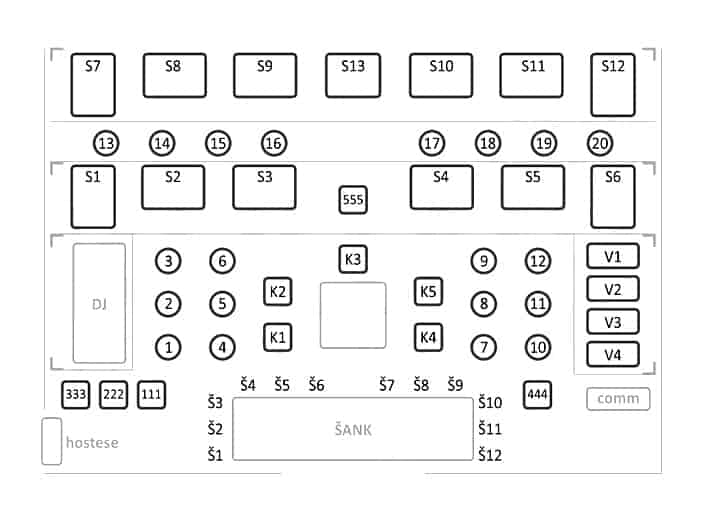 S7 S8 S9 S13 S10 S11 S12
13 14 15 16 17 18 19 20
S1 S2 S3 S4 S5 S6
555
3 6 K3 9 12 V1
K2 K5 V2
DJ 2 5 8 11
V3
K1 K4
1 4 7 10 V4
333 222 111 Š4 Š5 Š6 Š7 Š8 Š9 444 comm
Š3 Š10
Š2 ŠANK Š11
hostese
Š1 Š12